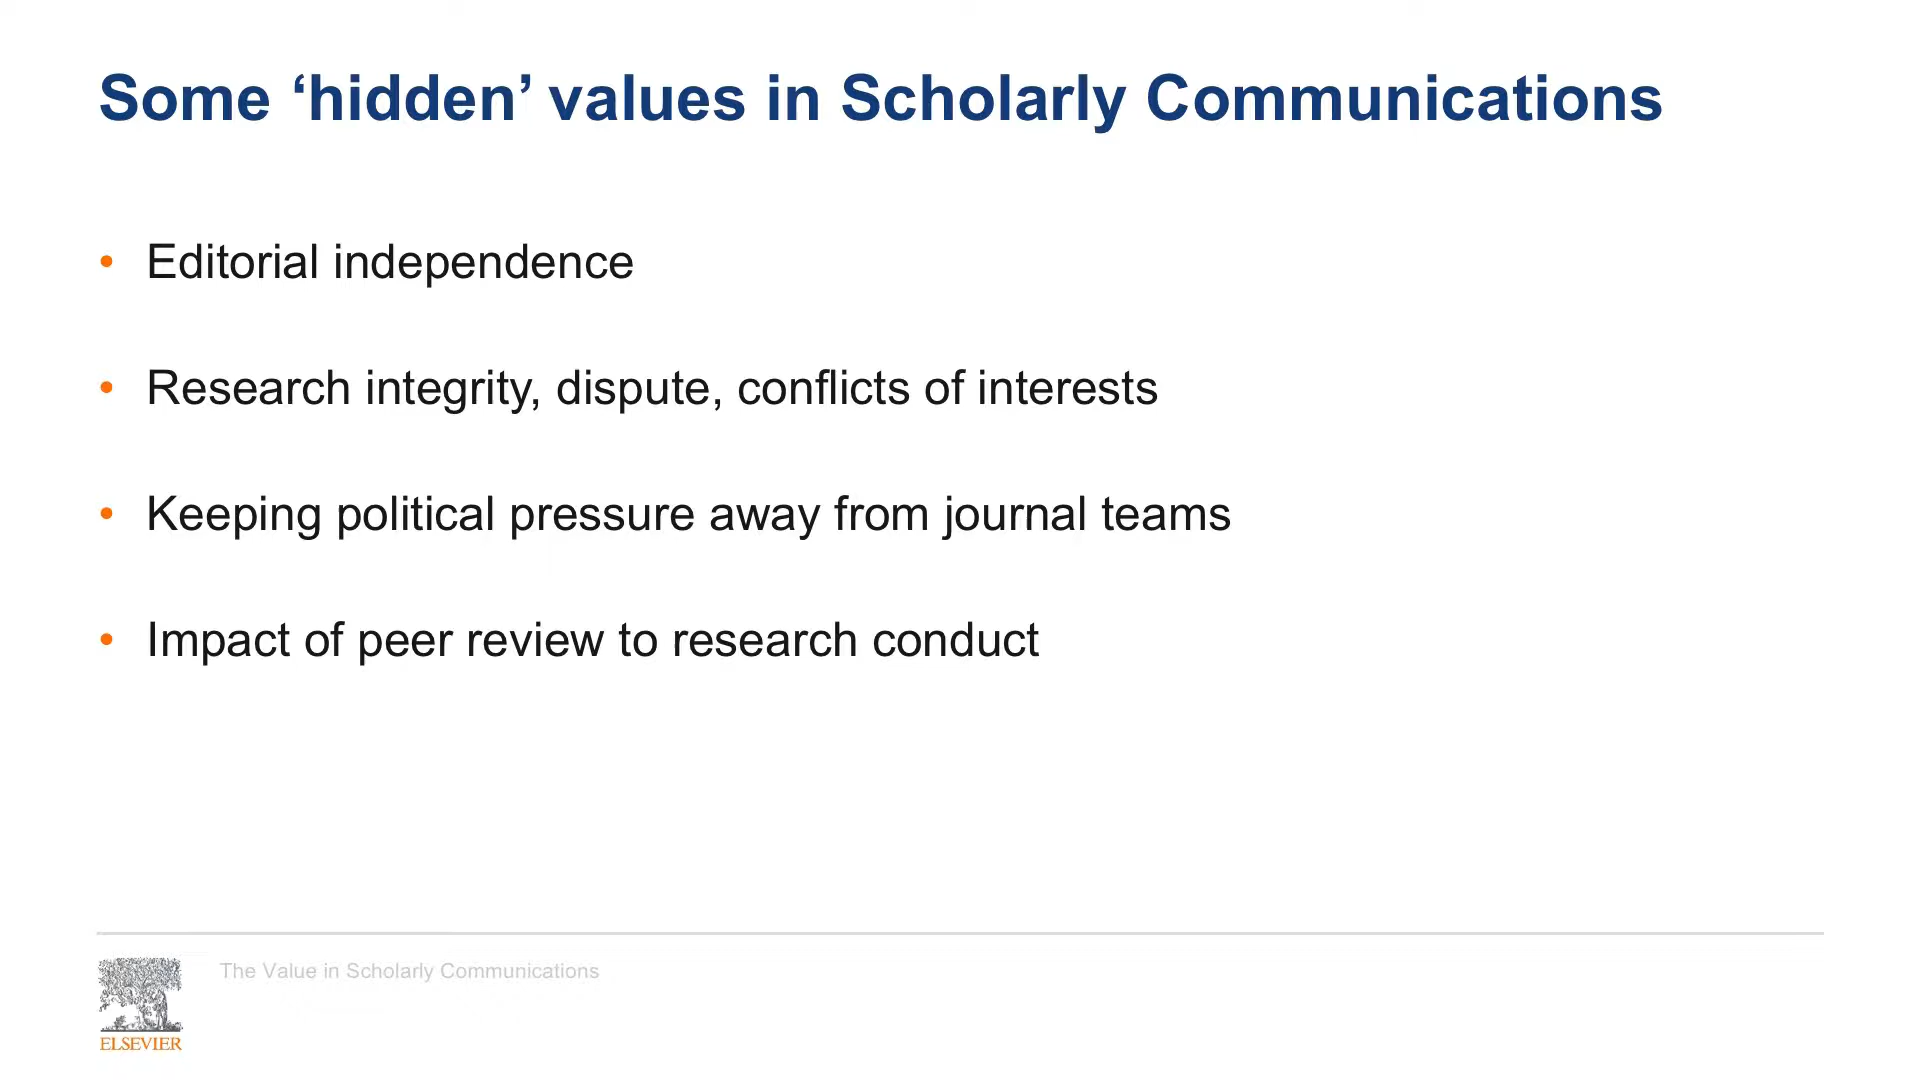 Some ‘hidden’ values in Scholarly Communications
• Editorial independence
• Research integrity, dispute, conflicts of interests
• Keeping political pressure away from journal teams
• Impact of peer review to research conduct
The Value in Scholarly Communications
ELSEVIER